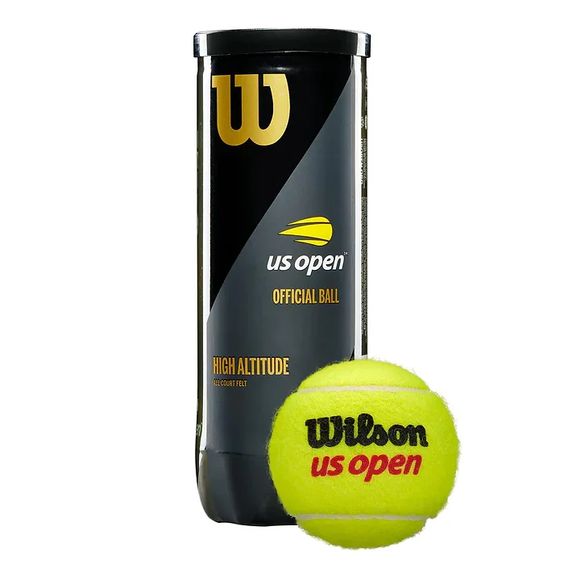 W
us open
OFFICIAL BALL
HIGH ALTITUDE
ALL COURT FELT
Wilson
us open